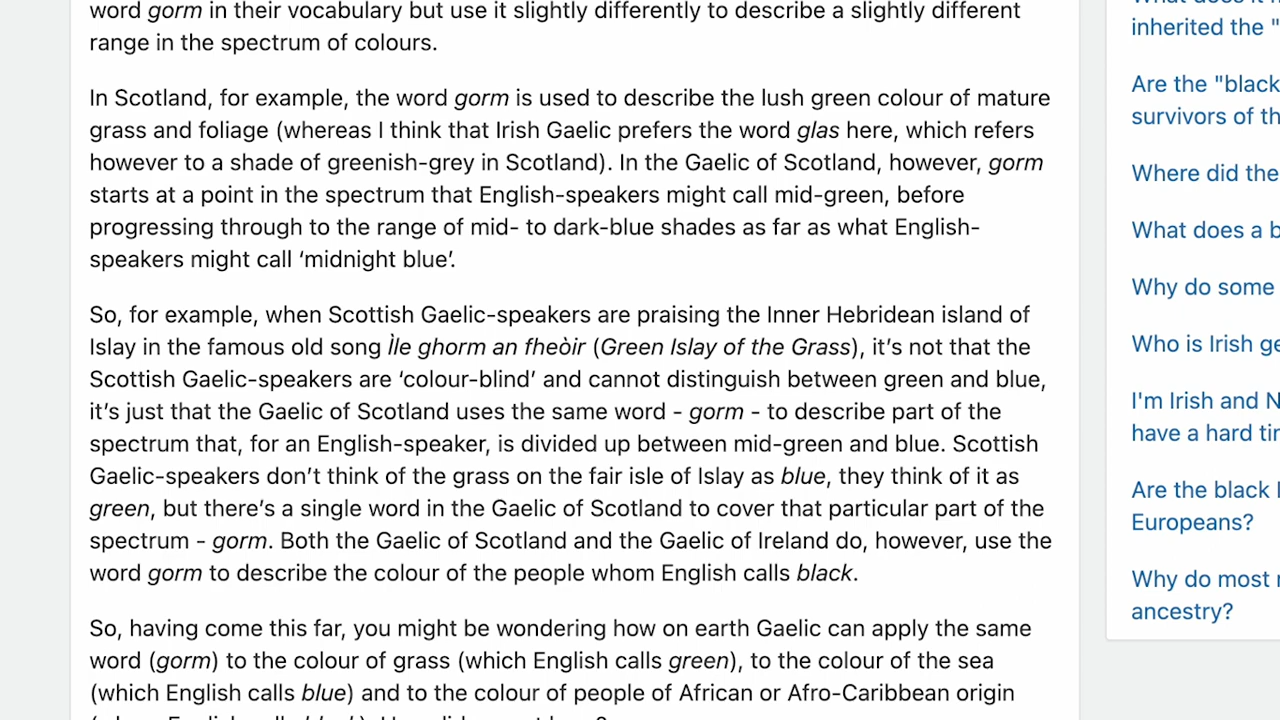 word gorm in their vocabulary but use it slightly differently to describe a slightly different
range in the spectrum of colours.
In Scotland, for example, the word gorm is used to describe the lush green colour of mature
grass and foliage (whereas I think that Irish Gaelic prefers the word glas here, which refers
however to a shade of greenish-grey in Scotland). In the Gaelic of Scotland, however, gorm
starts at a point in the spectrum that English-speakers might call mid-green, before
progressing through to the range of mid- to dark-blue shades as far as what English-
speakers might call ‘midnight blue’.
So, for example, when Scottish Gaelic-speakers are praising the Inner Hebridean island of
Islay in the famous old song Ìle ghorm an fheòir (Green Islay of the Grass), it’s not that the
Scottish Gaelic-speakers are ‘colour-blind’ and cannot distinguish between green and blue,
it’s just that the Gaelic of Scotland uses the same word - gorm - to describe part of the
spectrum that, for an English-speaker, is divided up between mid-green and blue. Scottish
Gaelic-speakers don’t think of the grass on the fair isle of Islay as blue, they think of it as
green, but there’s a single word in the Gaelic of Scotland to cover that particular part of the
spectrum - gorm. Both the Gaelic of Scotland and the Gaelic of Ireland do, however, use the
word gorm to describe the colour of the people whom English calls black.
So, having come this far, you might be wondering how on earth Gaelic can apply the same
word (gorm) to the colour of grass (which English calls green), to the colour of the sea
(which English calls blue) and to the colour of people of African or Afro-Caribbean origin
inherited the "
Are the "black
survivors of th
Where did the
What does a b
Why do some
Who is Irish ge
I'm Irish and N
have a hard tin
Are the black I
Europeans?
Why do most
ancestry?